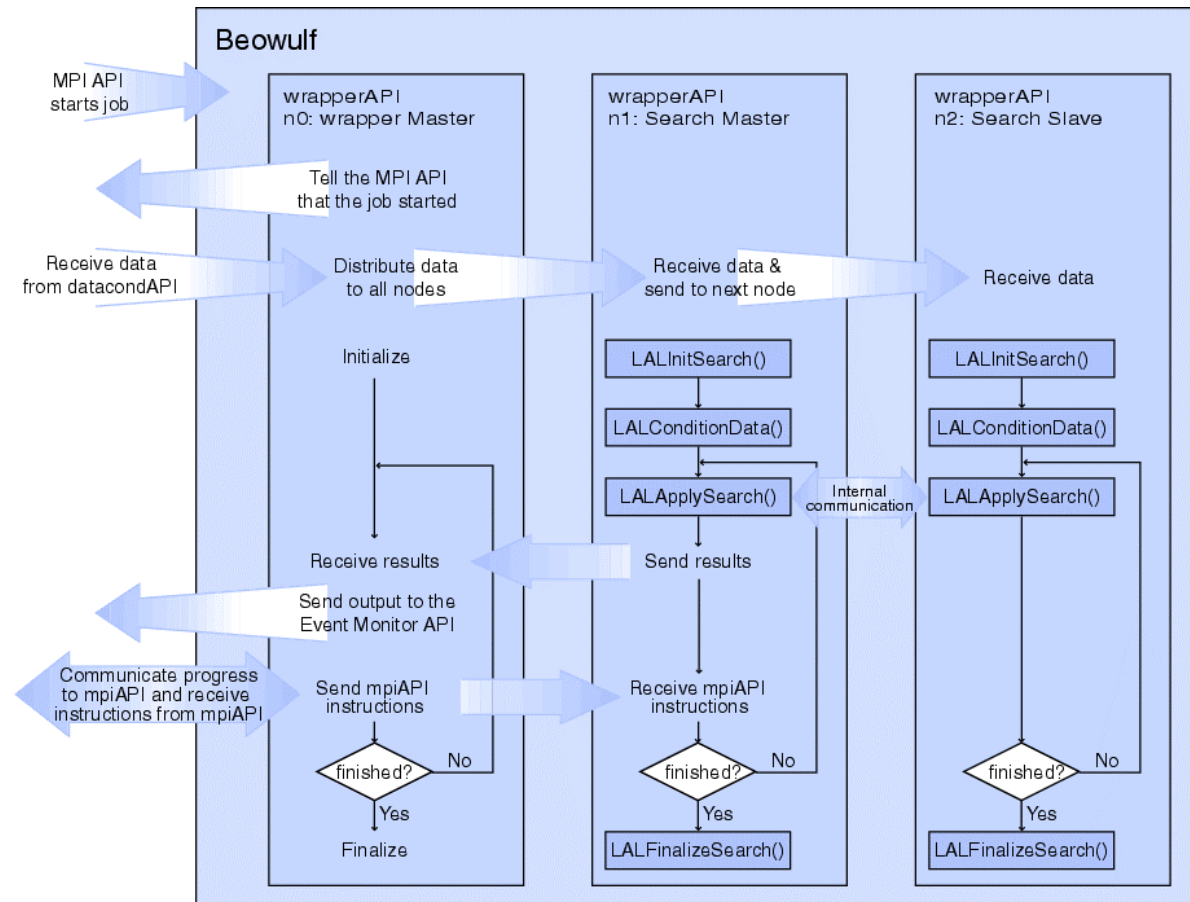 Beowulf
MPI API
starts job
wrapperAPI
n0: wrapper Master
wrapperAPI
n1: Search Master
wrapperAPI
n2: Search Slave
Tell the MPI API
that the job started
Receive data
from datacondAPI
Distribute data
to all nodes
Receive data &
send to next node
Receive data
Initialize
LALInitSearch()
LALInitSearch()
LALConditionData()
LALConditionData()
LALApplySearch()
Internal
communication
LALApplySearch()
Receive results
Send results
Send output to the
Event Monitor API
Communicate progress
to mpiAPI and receive
instructions from mpiAPI
Send mpiAPI
instructions
Receive mpiAPI
instructions
finished?
No
finished?
No
finished?
No
Yes
Yes
Yes
Finalize
LALFinalizeSearch()
LALFinalizeSearch()